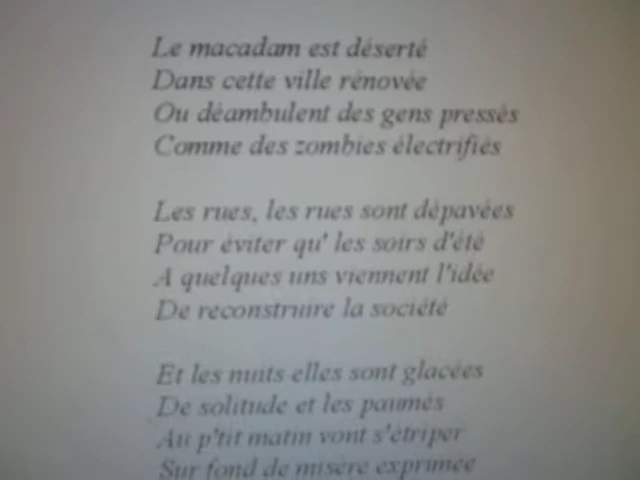 Le macadam est déserté
Dans cette ville rénovée
Ou déambulent des gens pressés
Comme des zombies électrifiés
Les rues, les rues sont dépavées
Pour éviter qu' les soirs d'été
A quelques uns viennent l'idée
De reconstruire la société
Et les nuits elles sont glacées
De solitude et les paumés
Au p'tit matin vont s'étriper
Sur fond de misère exprimée